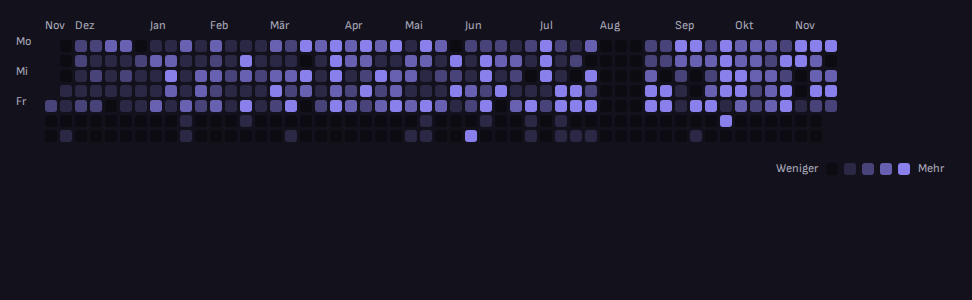 Nov Dez Jan Feb Mär Apr Mai Jun Jul Aug Sep Okt Nov
Mo
Mi
Fr
Weniger Mehr